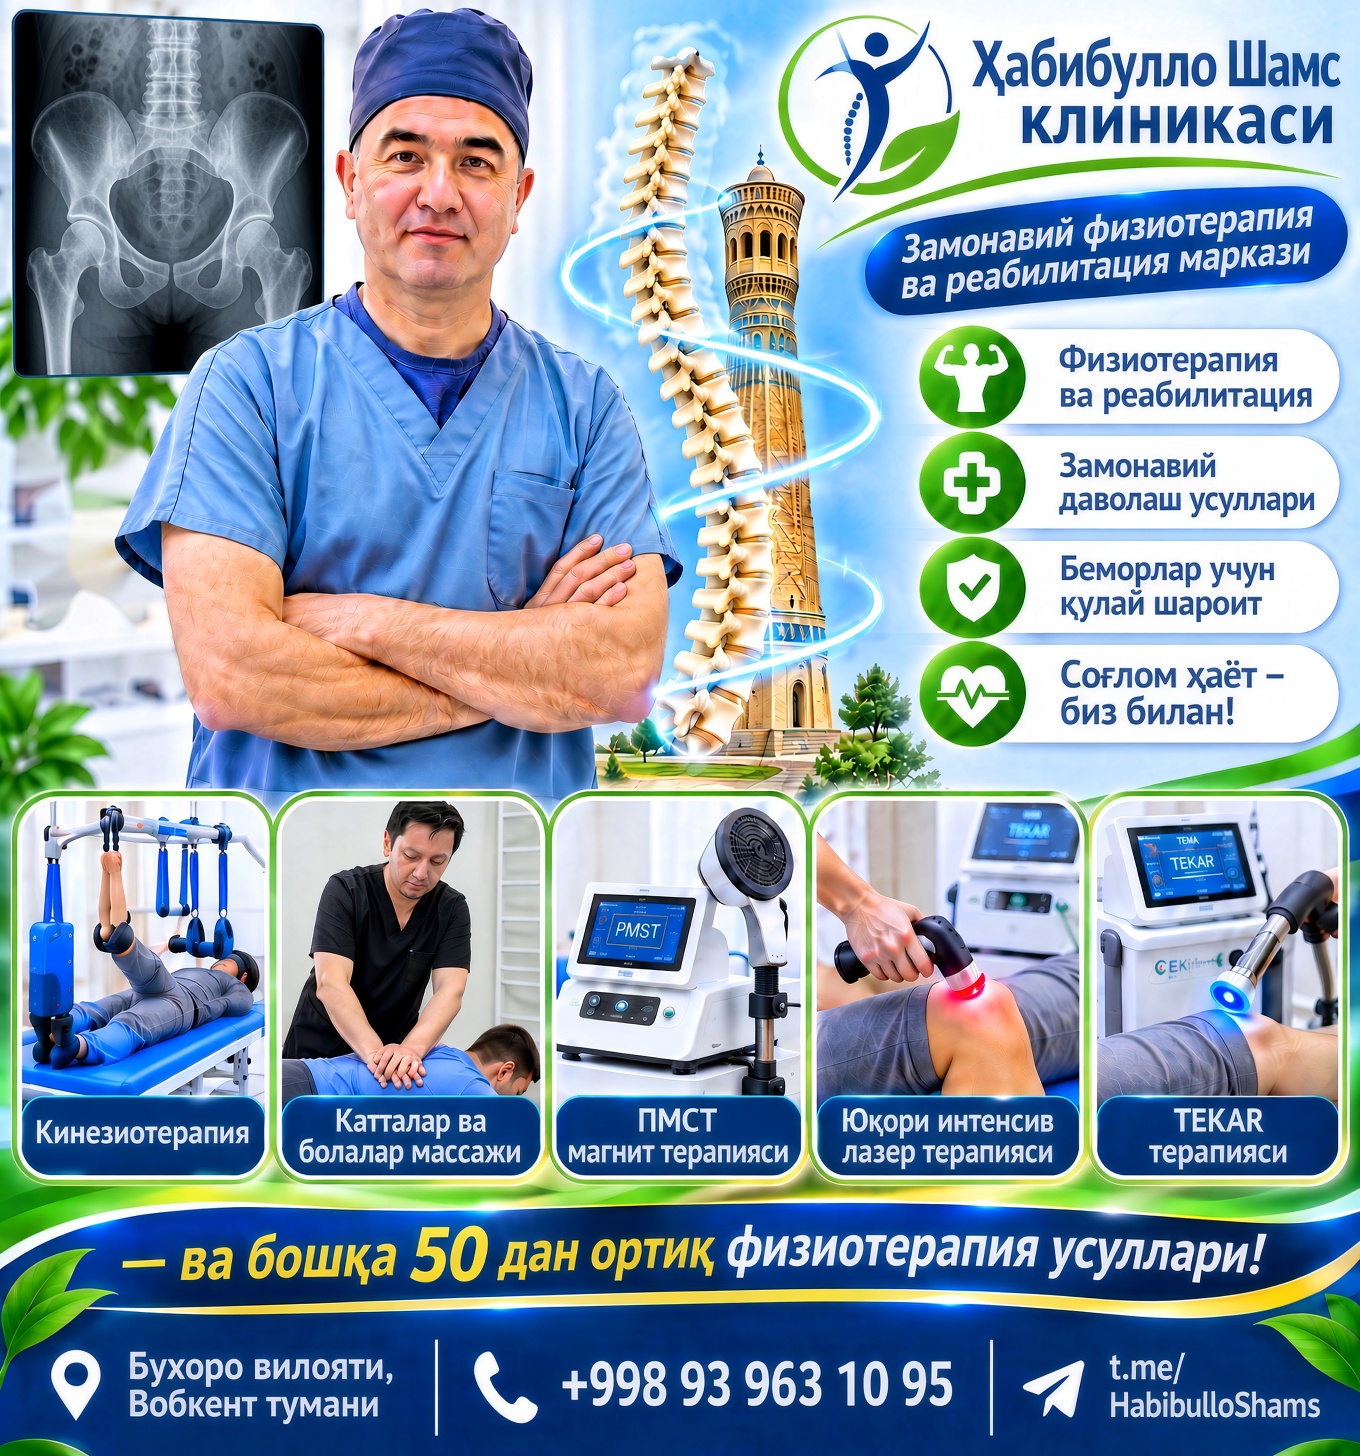 Ҳабибулло Шамс
клиникаси
Замонавий физиотерапия
ва реабилитация маркази
Физиотерапия
ва реабилитация
Замонавий
даволаш усуллари
Беморлар учун
қулай шароит
Соғлом ҳаёт –
биз билан!
PMST
TEKAR
TEMA
TEKAR
Кинезиотерапия
Катталар ва
болалар массажи
ПМСТ
магнит терапияси
Юқори интенсив
лазер терапияси
TEKAR
терапияси
— ва бошқа 50 дан ортиқ физиотерапия усуллари!
Бухоро вилояти,
Вобкент тумани
+998 93 963 10 95
t.me/
HabibulloShams